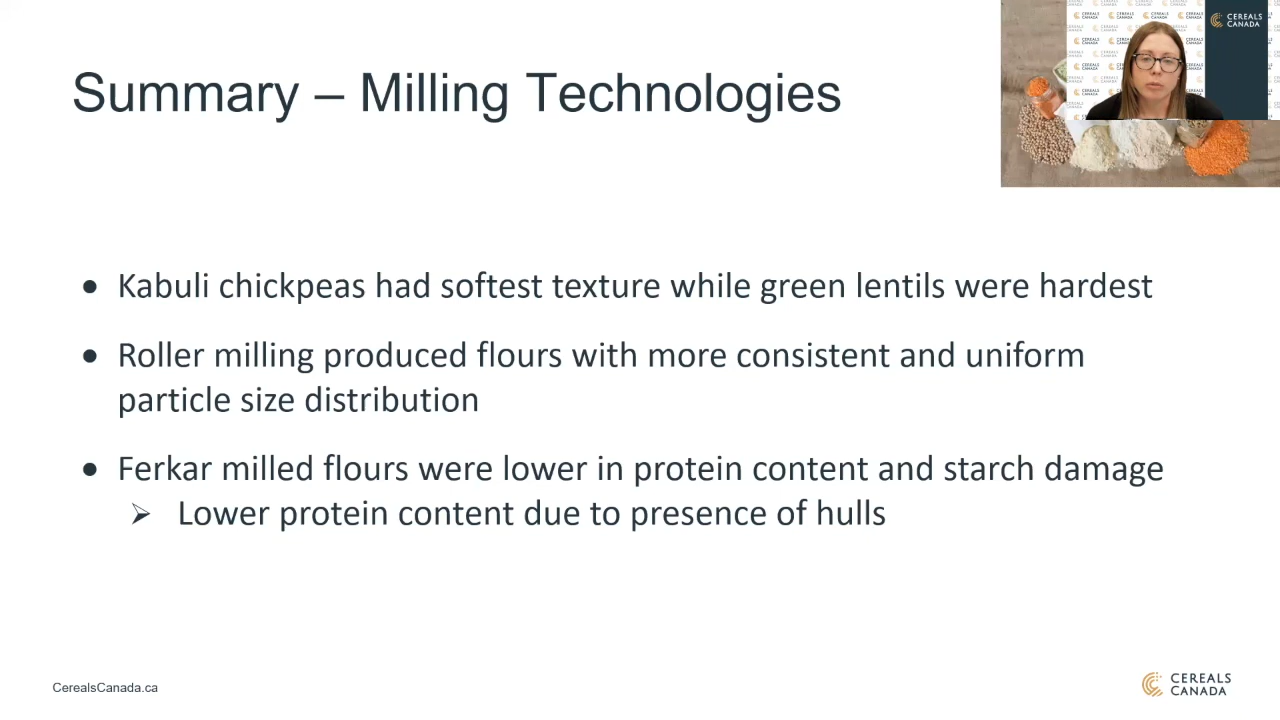 CEREALS
CANADA
Summary – Milling Technologies
• Kabuli chickpeas had softest texture while green lentils were hardest
• Roller milling produced flours with more consistent and uniform
particle size distribution
• Ferkar milled flours were lower in protein content and starch damage
➢ Lower protein content due to presence of hulls
CerealsCanada.ca
CEREALS
CANADA